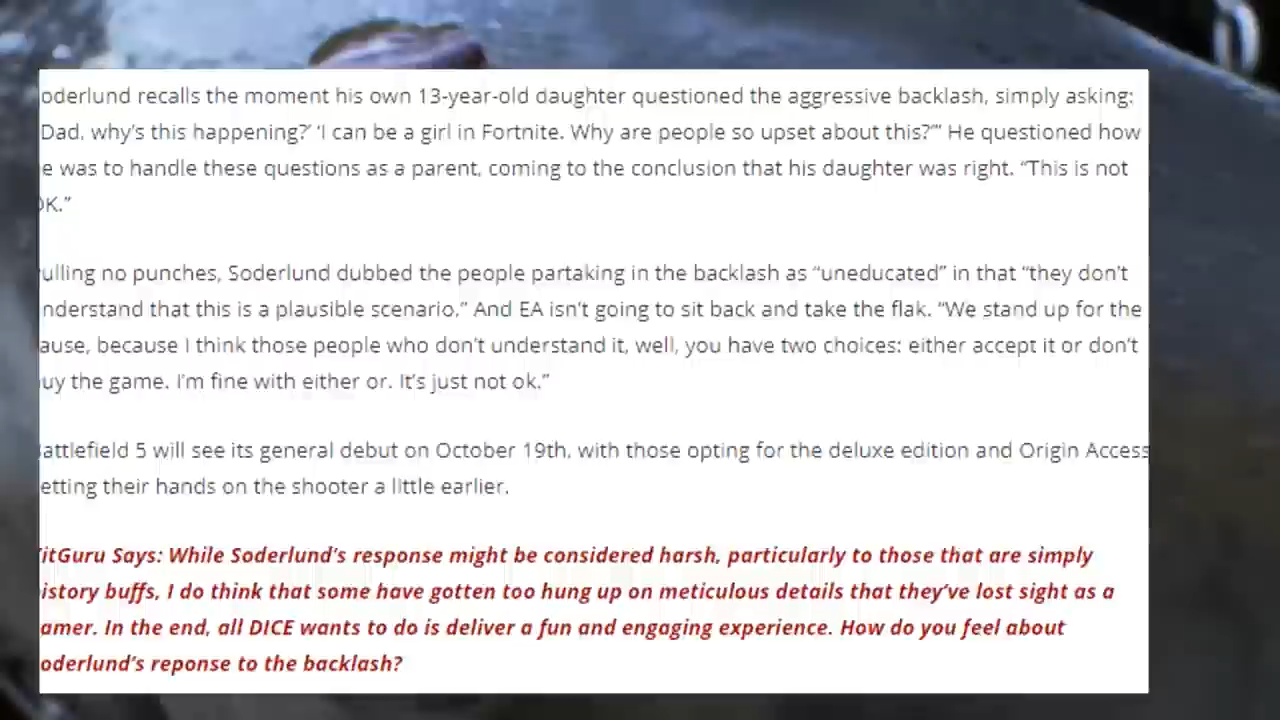 oderlund recalls the moment his own 13-year-old daughter questioned the aggressive backlash, simply asking:
Dad, why's this happening?' 'I can be a girl in Fortnite. Why are people so upset about this?'" He questioned how
e was to handle these questions as a parent, coming to the conclusion that his daughter was right. "This is not
OK."
ulling no punches, Soderlund dubbed the people partaking in the backlash as "uneducated" in that "they don't
nderstand that this is a plausible scenario." And EA isn't going to sit back and take the flak. "We stand up for the
ause, because I think those people who don't understand it, well, you have two choices: either accept it or don't
uy the game. I'm fine with either or. It's just not ok."
attlefield 5 will see its general debut on October 19th, with those opting for the deluxe edition and Origin Access
etting their hands on the shooter a little earlier.
itGuru Says: While Soderlund's response might be considered harsh, particularly to those that are simply
istory buffs, I do think that some have gotten too hung up on meticulous details that they've lost sight as a
amer. In the end, all DICE wants to do is deliver a fun and engaging experience. How do you feel about
oderlund's reponse to the backlash?